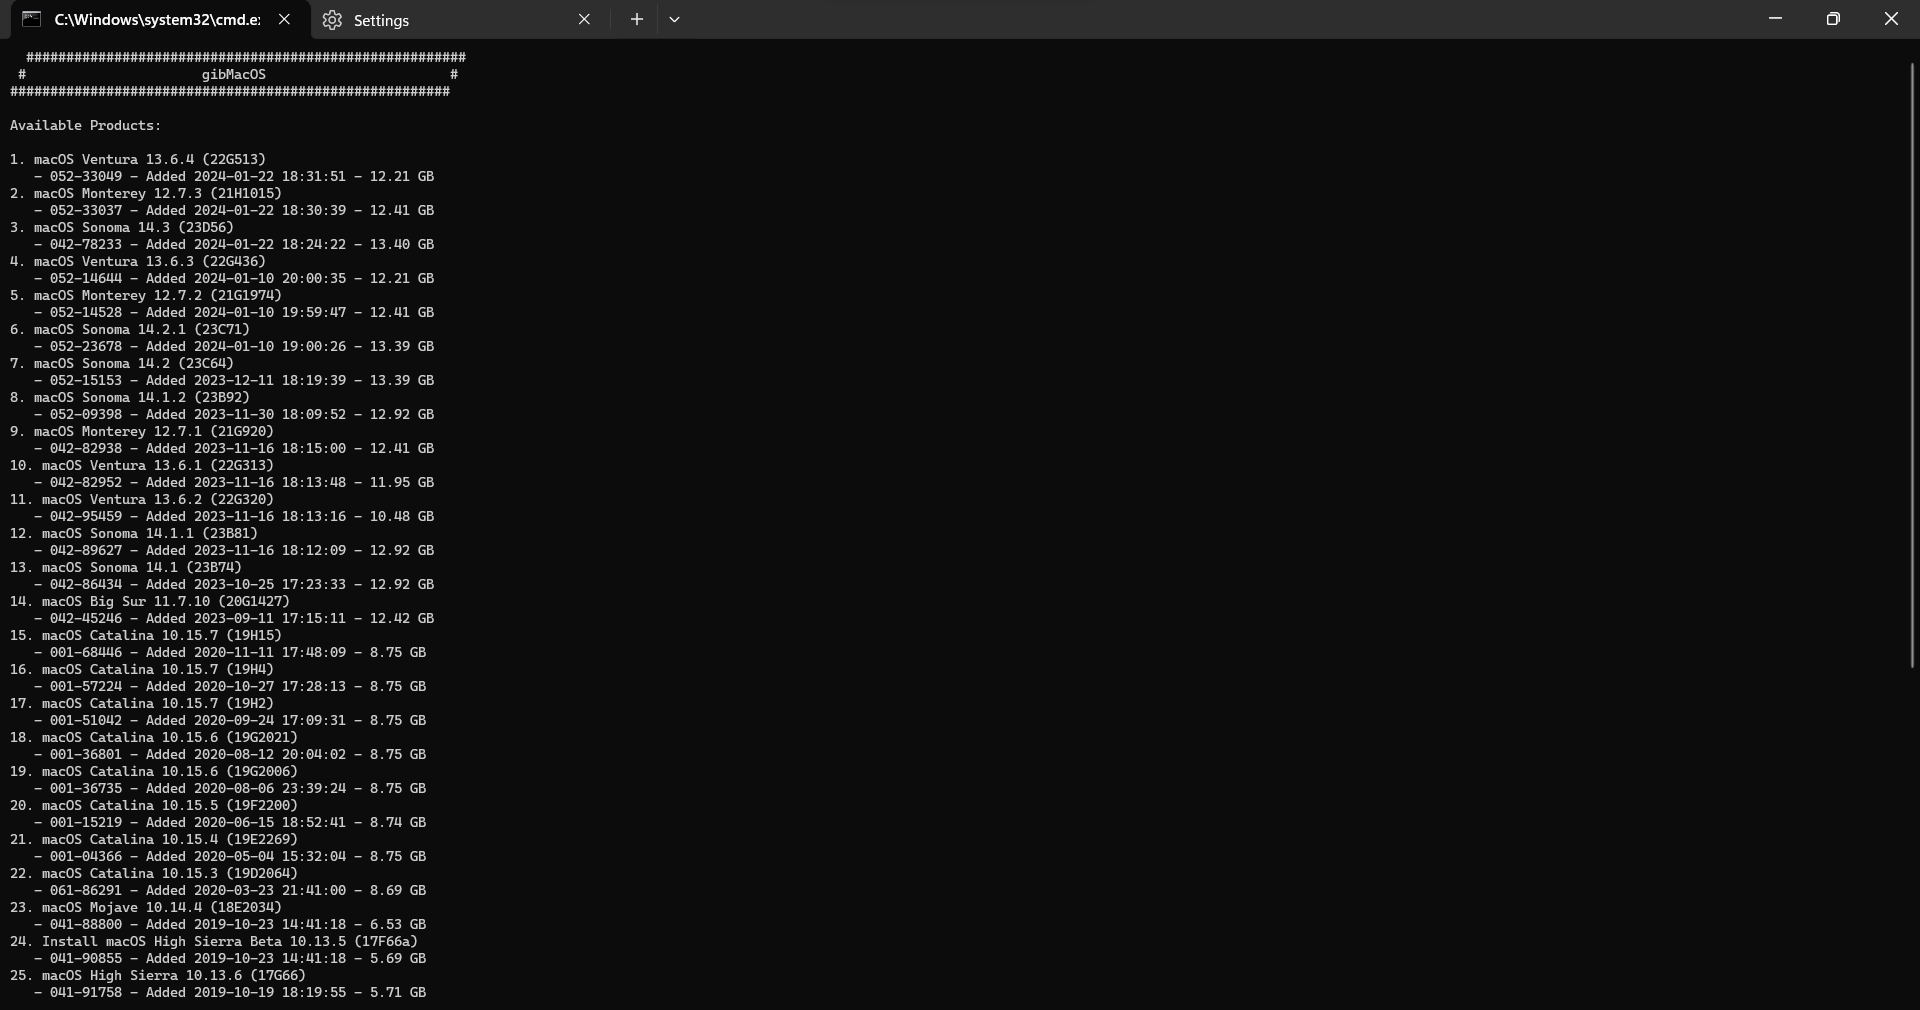 C:\Windows\system32\cmd.e
Settings
#######################################################
# gibMacOS #
#######################################################
Available Products:
1. macOS Ventura 13.6.4 (22G513)
- 052-33049 - Added 2024-01-22 18:31:51 - 12.21 GB
2. macOS Monterey 12.7.3 (21H1015)
- 052-33037 - Added 2024-01-22 18:30:39 - 12.41 GB
3. macOS Sonoma 14.3 (23D56)
- 042-78233 - Added 2024-01-22 18:24:22 - 13.40 GB
4. macOS Ventura 13.6.3 (22G436)
- 052-14644 - Added 2024-01-10 20:00:35 - 12.21 GB
5. macOS Monterey 12.7.2 (21G1974)
- 052-14528 - Added 2024-01-10 19:59:47 - 12.41 GB
6. macOS Sonoma 14.2.1 (23C71)
- 052-23678 - Added 2024-01-10 19:00:26 - 13.39 GB
7. macOS Sonoma 14.2 (23C64)
- 052-15153 - Added 2023-12-11 18:19:39 - 13.39 GB
8. macOS Sonoma 14.1.2 (23B92)
- 052-09398 - Added 2023-11-30 18:09:52 - 12.92 GB
9. macOS Monterey 12.7.1 (21G920)
- 042-82938 - Added 2023-11-16 18:15:00 - 12.41 GB
10. macOS Ventura 13.6.1 (22G313)
- 042-82952 - Added 2023-11-16 18:13:48 - 11.95 GB
11. macOS Ventura 13.6.2 (22G320)
- 042-95459 - Added 2023-11-16 18:13:16 - 10.48 GB
12. macOS Sonoma 14.1.1 (23B81)
- 042-89627 - Added 2023-11-16 18:12:09 - 12.92 GB
13. macOS Sonoma 14.1 (23B74)
- 042-86434 - Added 2023-10-25 17:23:33 - 12.92 GB
14. macOS Big Sur 11.7.10 (20G1427)
- 042-45246 - Added 2023-09-11 17:15:11 - 12.42 GB
15. macOS Catalina 10.15.7 (19H15)
- 001-68446 - Added 2020-11-11 17:48:09 - 8.75 GB
16. macOS Catalina 10.15.7 (19H4)
- 001-57224 - Added 2020-10-27 17:28:13 - 8.75 GB
17. macOS Catalina 10.15.7 (19H2)
- 001-51042 - Added 2020-09-24 17:09:31 - 8.75 GB
18. macOS Catalina 10.15.6 (19G2021)
- 001-36801 - Added 2020-08-12 20:04:02 - 8.75 GB
19. macOS Catalina 10.15.6 (19G2006)
- 001-36735 - Added 2020-08-06 23:39:24 - 8.75 GB
20. macOS Catalina 10.15.5 (19F2200)
- 001-15219 - Added 2020-06-15 18:52:41 - 8.74 GB
21. macOS Catalina 10.15.4 (19E2269)
- 001-04366 - Added 2020-05-04 15:32:04 - 8.75 GB
22. macOS Catalina 10.15.3 (19D2064)
- 061-86291 - Added 2020-03-23 21:41:00 - 8.69 GB
23. macOS Mojave 10.14.4 (18E2034)
- 041-88800 - Added 2019-10-23 14:41:18 - 6.53 GB
24. Install macOS High Sierra Beta 10.13.5 (17F66a)
- 041-90855 - Added 2019-10-23 14:41:18 - 5.69 GB
25. macOS High Sierra 10.13.6 (17G66)
- 041-91758 - Added 2019-10-19 18:19:55 - 5.71 GB